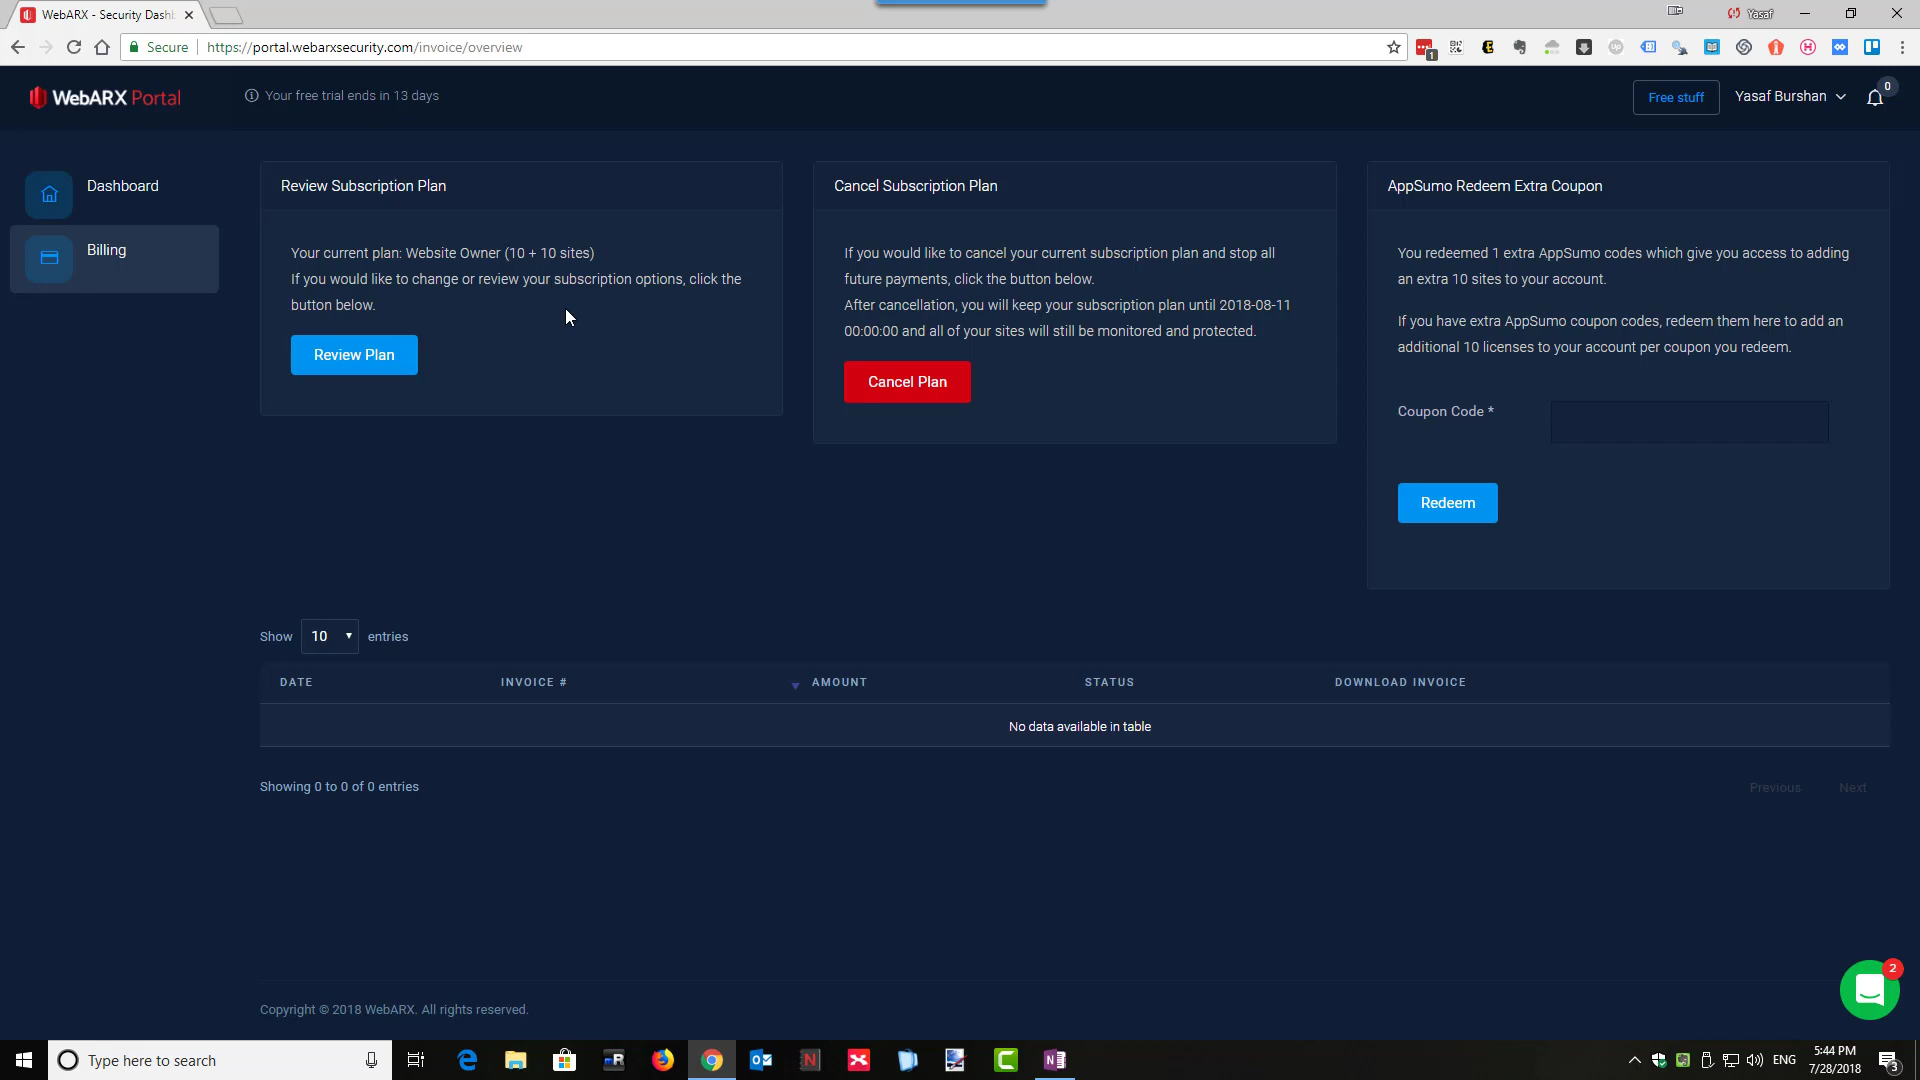 WebARX - Security Dash
Yasaf
Secure
https://portal.webarxsecurity.com/invoice/overview
1
WebARX Portal
Your free trial ends in 13 days
Free stuff
Yasaf Burshan
0
Dashboard
Billing
Review Subscription Plan
Your current plan: Website Owner (10 + 10 sites)
If you would like to change or review your subscription options, click the
button below.
Review Plan
Cancel Subscription Plan
If you would like to cancel your current subscription plan and stop all
future payments, click the button below.
After cancellation, you will keep your subscription plan until 2018-08-11
00:00:00 and all of your sites will still be monitored and protected.
Cancel Plan
AppSumo Redeem Extra Coupon
You redeemed 1 extra AppSumo codes which give you access to adding
an extra 10 sites to your account.
If you have extra AppSumo coupon codes, redeem them here to add an
additional 10 licenses to your account per coupon you redeem.
Coupon Code *
Redeem
Show 10 entries
DATE INVOICE # AMOUNT STATUS DOWNLOAD INVOICE
No data available in table
Showing 0 to 0 of 0 entries
Previous Next
2
Copyright © 2018 WebARX. All rights reserved.
Type here to search
ENG
5:44 PM
7/28/2018
3